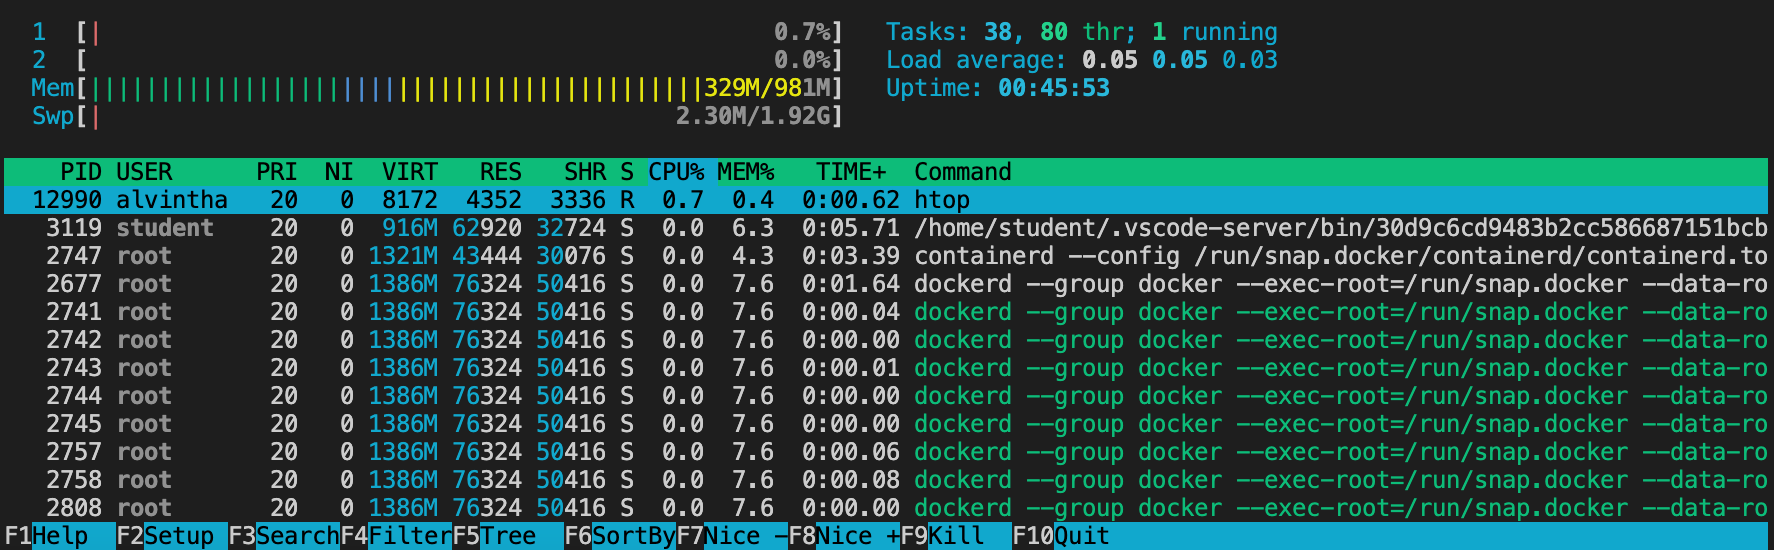 1 [| 0.7%] Tasks: 38, 80 thr; 1 running
2 [ 0.0%] Load average: 0.05 0.05 0.03
Mem[||||||||||||||||||||||||||||||||||||||||||||329M/981M] Uptime: 00:45:53
Swp[| 2.30M/1.92G]
PID USER PRI NI VIRT RES SHR S CPU% MEM% TIME+ Command
12990 alvintha 20 0 8172 4352 3336 R 0.7 0.4 0:00.62 htop
3119 student 20 0 916M 62920 32724 S 0.0 6.3 0:05.71 /home/student/.vscode-server/bin/30d9c6cd9483b2cc586687151bcb
2747 root 20 0 1321M 43444 30076 S 0.0 4.3 0:03.39 containerd --config /run/snap.docker/containerd/containerd.to
2677 root 20 0 1386M 76324 50416 S 0.0 7.6 0:01.64 dockerd --group docker --exec-root=/run/snap.docker --data-ro
2741 root 20 0 1386M 76324 50416 S 0.0 7.6 0:00.04 dockerd --group docker --exec-root=/run/snap.docker --data-ro
2742 root 20 0 1386M 76324 50416 S 0.0 7.6 0:00.00 dockerd --group docker --exec-root=/run/snap.docker --data-ro
2743 root 20 0 1386M 76324 50416 S 0.0 7.6 0:00.01 dockerd --group docker --exec-root=/run/snap.docker --data-ro
2744 root 20 0 1386M 76324 50416 S 0.0 7.6 0:00.00 dockerd --group docker --exec-root=/run/snap.docker --data-ro
2745 root 20 0 1386M 76324 50416 S 0.0 7.6 0:00.00 dockerd --group docker --exec-root=/run/snap.docker --data-ro
2757 root 20 0 1386M 76324 50416 S 0.0 7.6 0:00.06 dockerd --group docker --exec-root=/run/snap.docker --data-ro
2758 root 20 0 1386M 76324 50416 S 0.0 7.6 0:00.08 dockerd --group docker --exec-root=/run/snap.docker --data-ro
2808 root 20 0 1386M 76324 50416 S 0.0 7.6 0:00.00 dockerd --group docker --exec-root=/run/snap.docker --data-ro
F1Help F2Setup F3SearchF4FilterF5Tree F6SortByF7Nice -F8Nice +F9Kill F10Quit